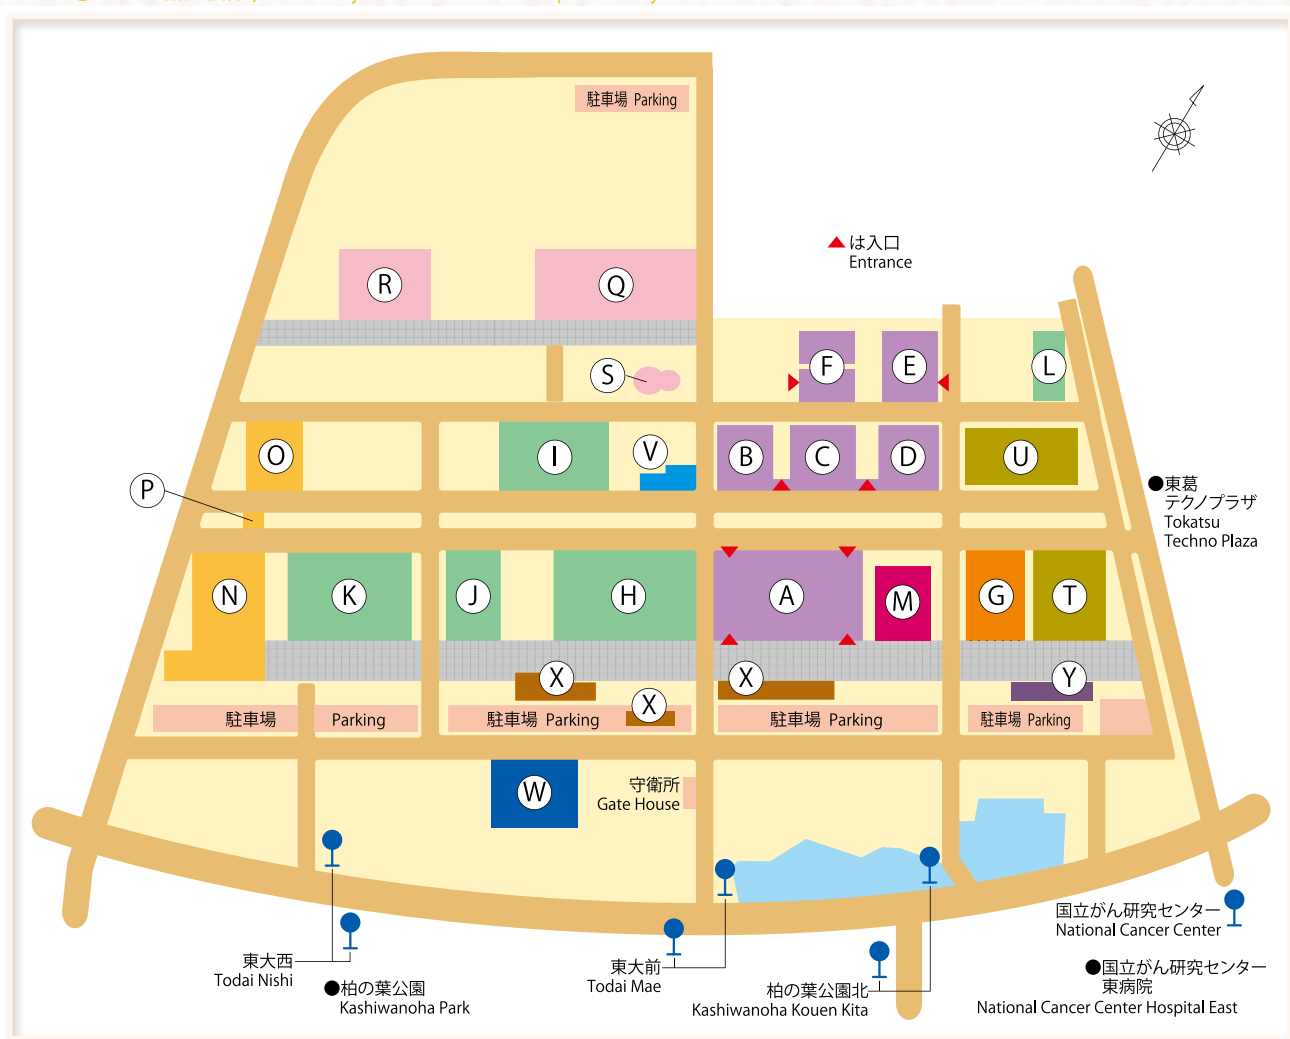 駐車場 Parking
は入口
Entrance
R
Q
S
F
E
L
O
I
V
B
C
D
U
P
東葛
テクノプラザ
Tokatsu
Techno Plaza
N
K
J
H
A
M
G
T
X
X
Y
X
駐車場 Parking
駐車場 Parking
駐車場 Parking
駐車場 Parking
W
守衛所
Gate House
国立がん研究センター
National Cancer Center
東大西
Todai Nishi
東大前
Todai Mae
柏の葉公園
Kashiwanoha Park
柏の葉公園北
Kashiwanoha Kouen Kita
国立がん研究センター
東病院
National Cancer Center Hospital East